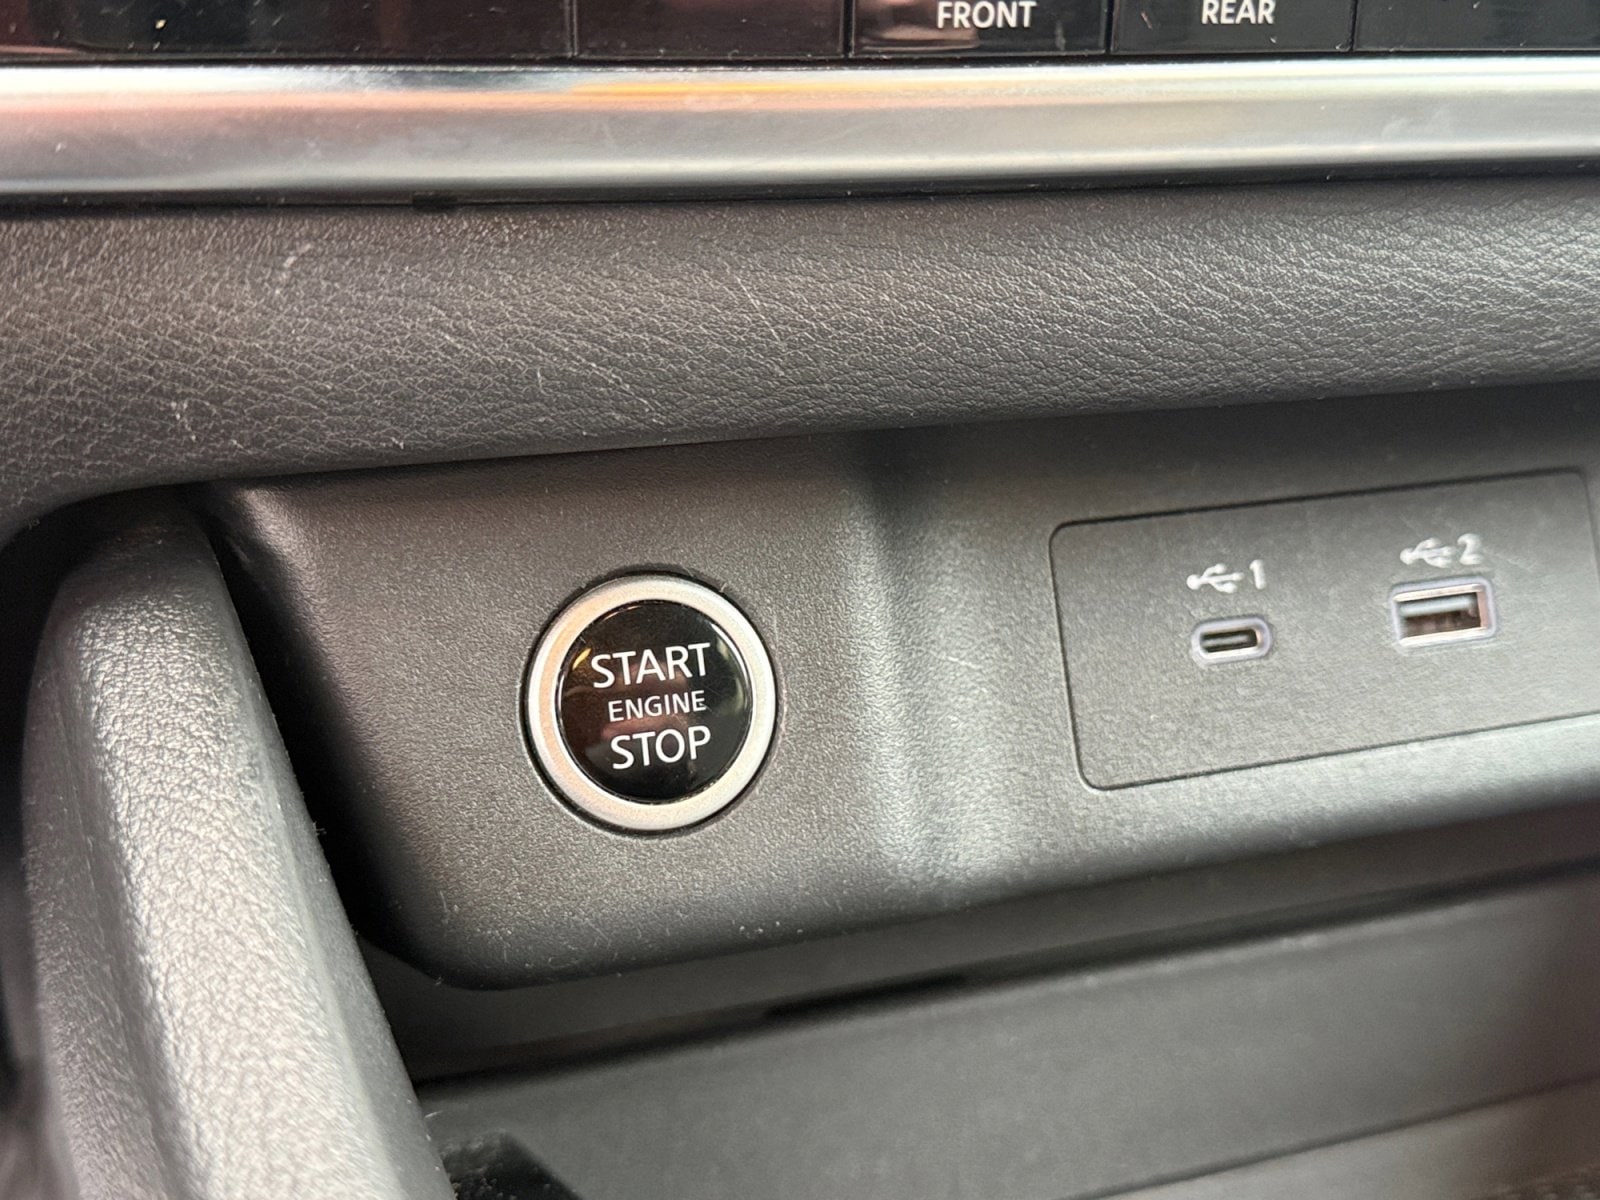 FRONT REAR
1 2
START
ENGINE
STOP